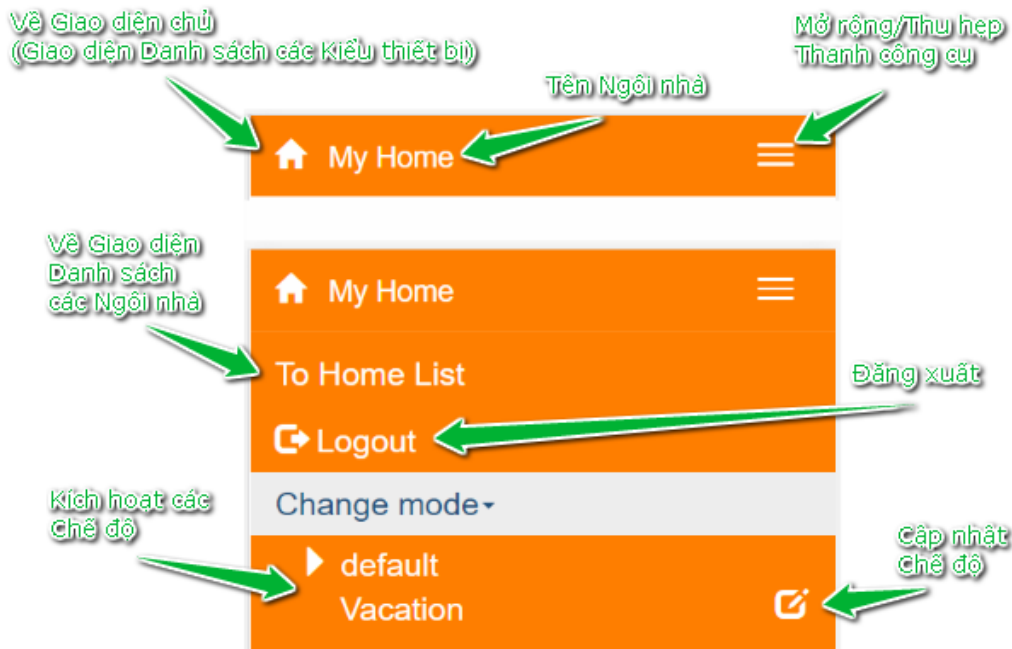 Về Giao diện chủ
(Giao diện Danh sách các Kiểu thiết bi)
Mở rộng/Thu hẹp
Thanh công cụ
Tên Ngôi nhà
My Home
Về Giao diện
Danh sách
các Ngôi nhà
My Home
To Home List
Đăng xuất
Logout
Kích hoạt các
Chế độ
Change mode
default
Vacation
Cập nhật
Chế độ